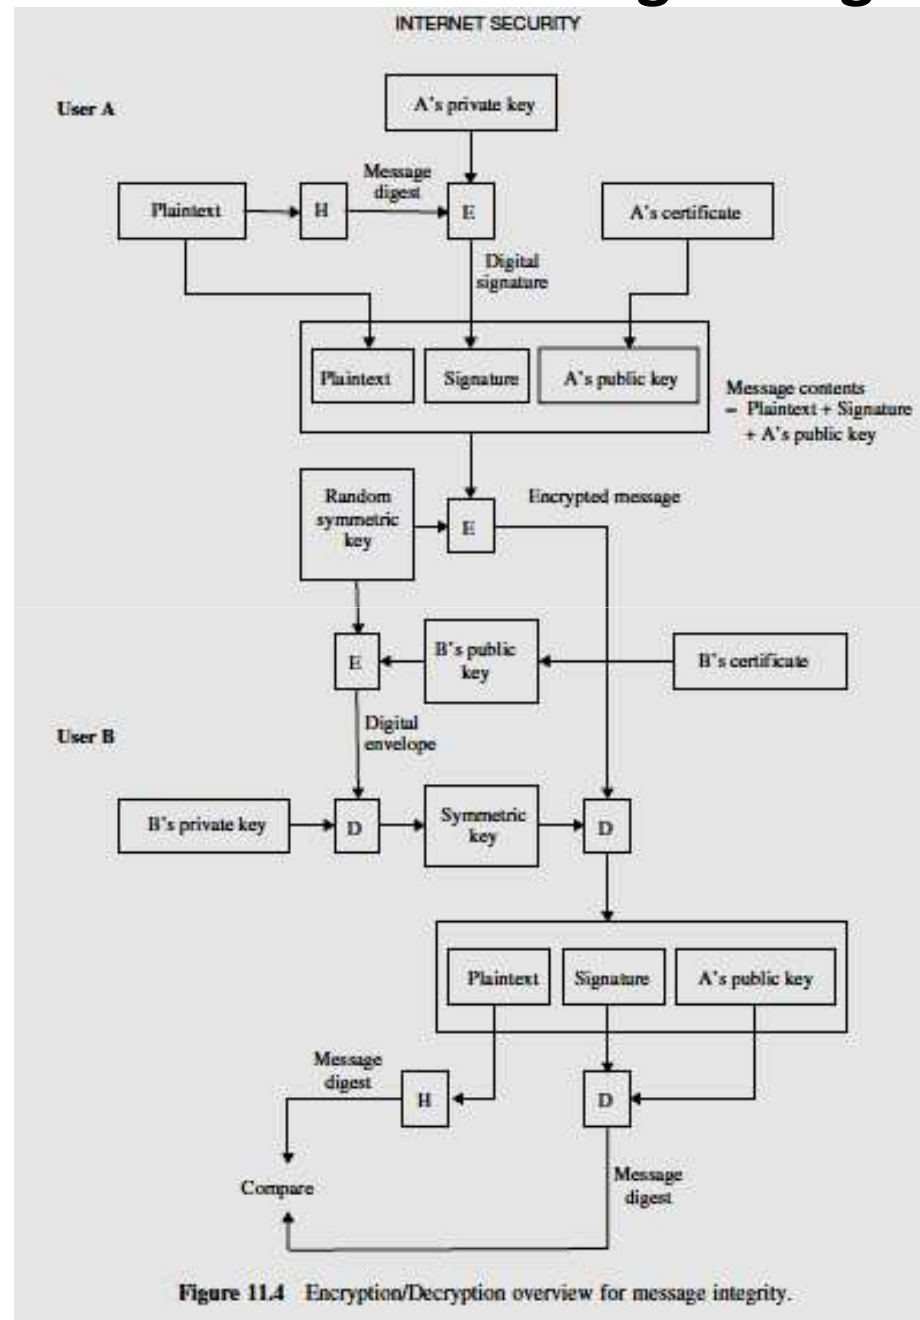 INTERNET SECURITY
User A
A's private key
Message
digest
Plaintext
H
E
A's certificate
Digital
signature
Plaintext
Signature
A's public key
Message contents
= Plaintext + Signature
+ A's public key
Random
symmetric
key
E
Encrypted message
E
B's public
key
B's certificate
Digital
envelope
User B
B's private key
D
Symmetric
key
D
Plaintext
Signature
A's public key
Message
digest
H
D
Compare
Message
digest
Figure 11.4 Encryption/Decryption overview for message integrity.